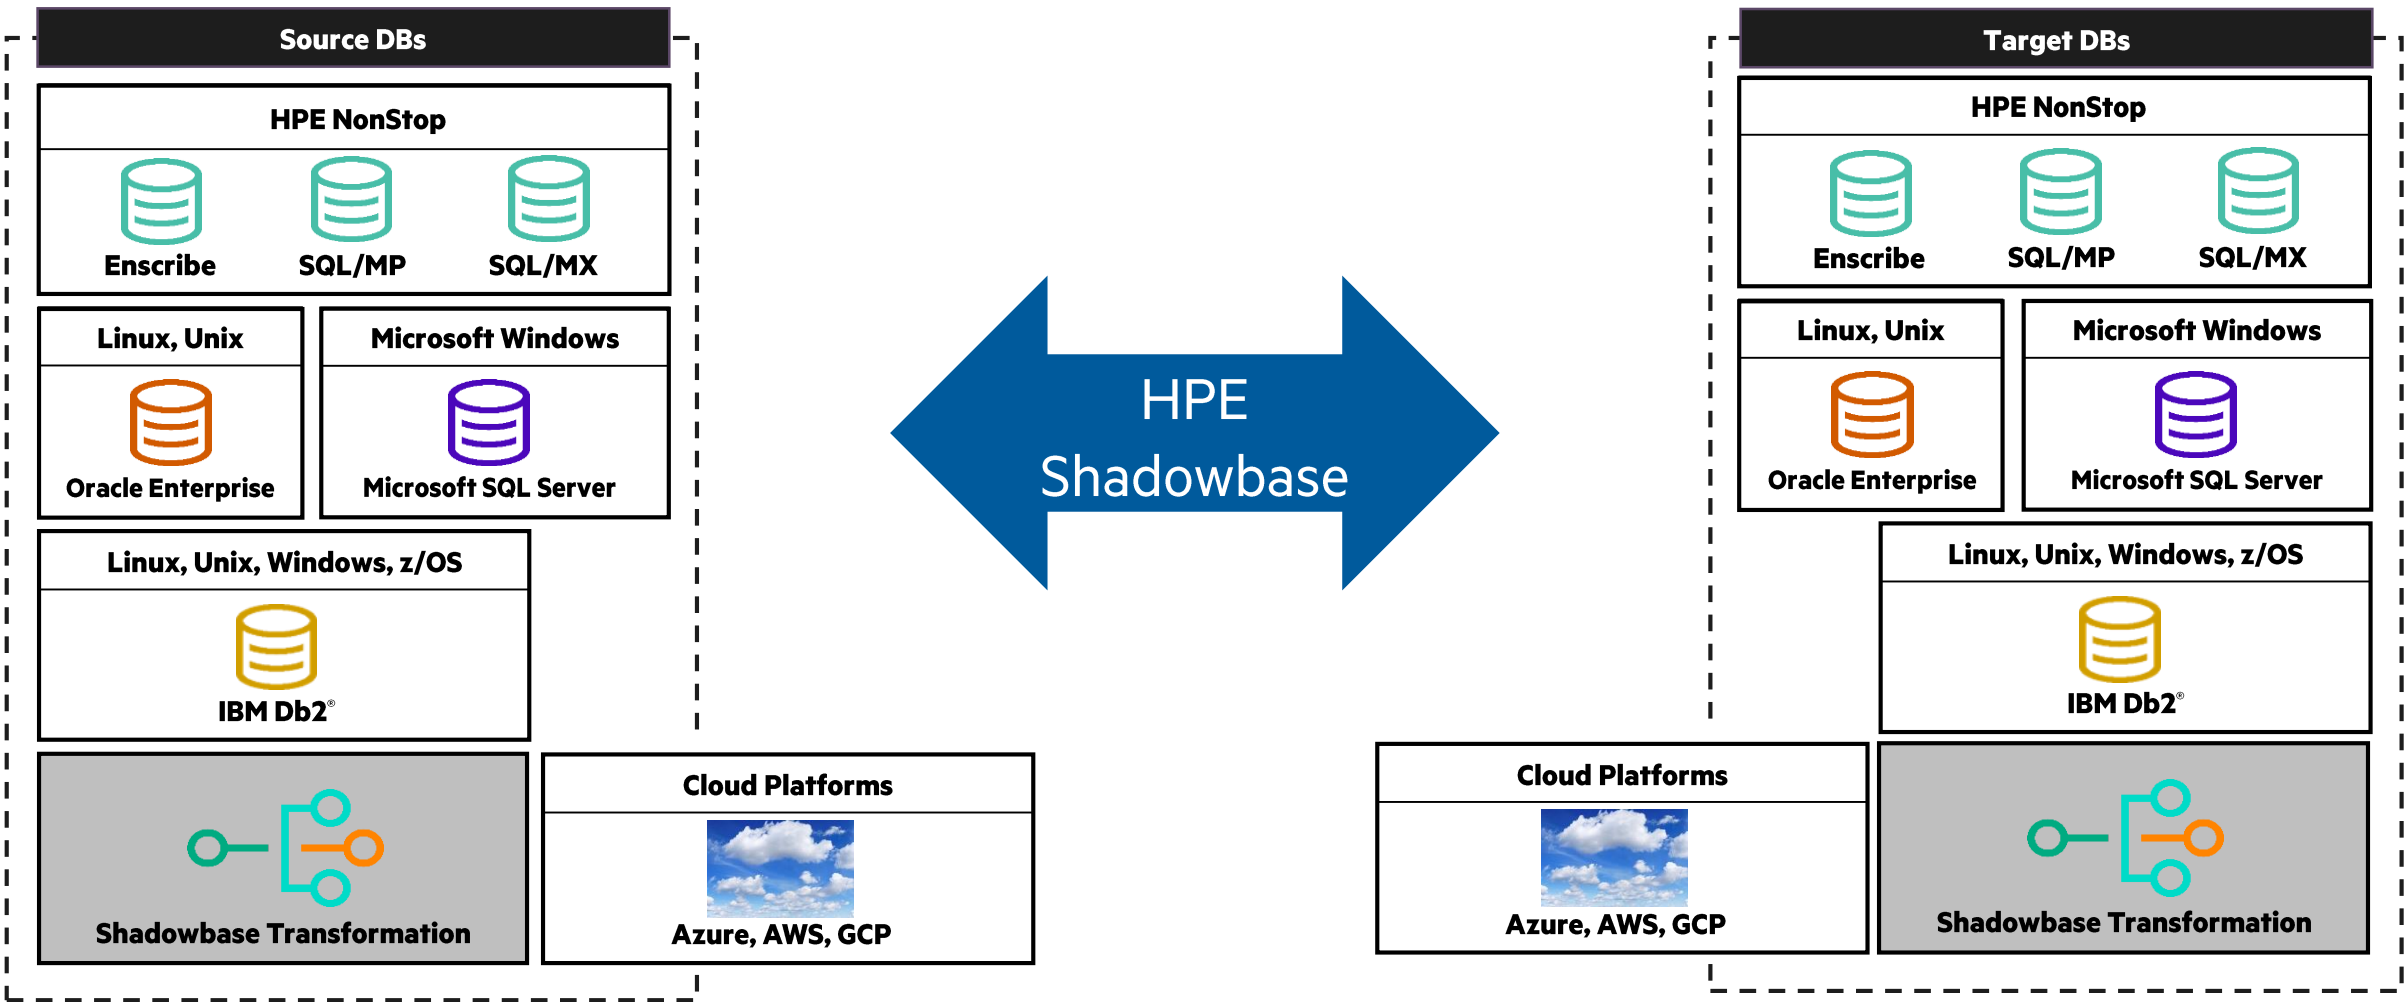 Source DBs
HPE NonStop
Enscribe
SQL/MP
SQL/MX
Linux, Unix
Oracle Enterprise
Microsoft Windows
Microsoft SQL Server
Linux, Unix, Windows, z/OS
IBM Db2®
Shadowbase Transformation
Cloud Platforms
Azure, AWS, GCP
HPE
Shadowbase
Target DBs
HPE NonStop
Enscribe
SQL/MP
SQL/MX
Linux, Unix
Oracle Enterprise
Microsoft Windows
Microsoft SQL Server
Linux, Unix, Windows, z/OS
IBM Db2®
Cloud Platforms
Azure, AWS, GCP
Shadowbase Transformation